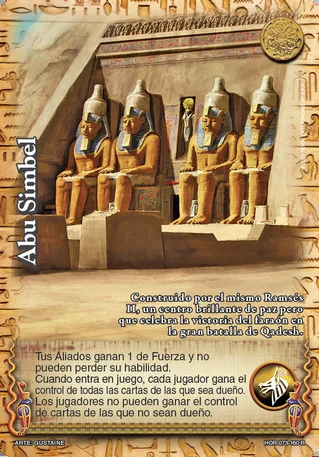 Abu Simbel
Construido por el mismo Ramsés
II, un centro brillante de paz pero
que celebra la victoria del faraón en
la gran batalla de Qadesh.
Tus Aliados ganan 1 de Fuerza y no
pueden perder su habilidad.
Cuando entra en juego, cada jugador gana el
control de todas las cartas de las que sea dueño.
Los jugadores no pueden ganar el control
de cartas de las que no sean dueño.
ARTE: GUSTAINE
HOR-079-160 R